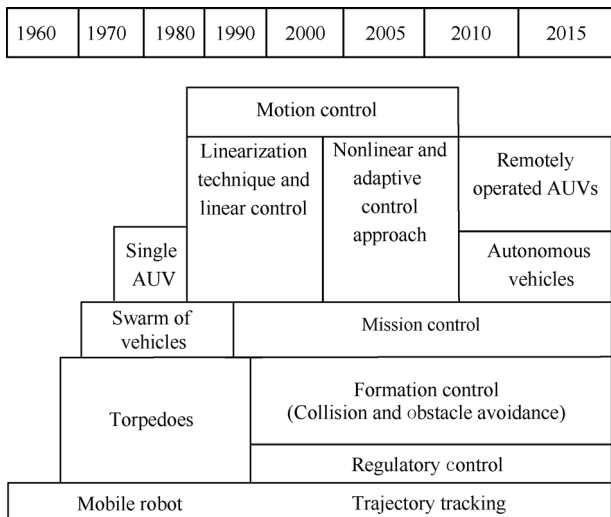 1960 1970 1980 1990 2000 2005 2010 2015
Motion control
Linearization
technique and
linear control
Nonlinear and
adaptive
control
approach
Remotely
operated AUVs
Single
AUV
Autonomous
vehicles
Swarm of
vehicles
Mission control
Torpedoes
Formation control
(Collision and obstacle avoidance)
Regulatory control
Mobile robot
Trajectory tracking